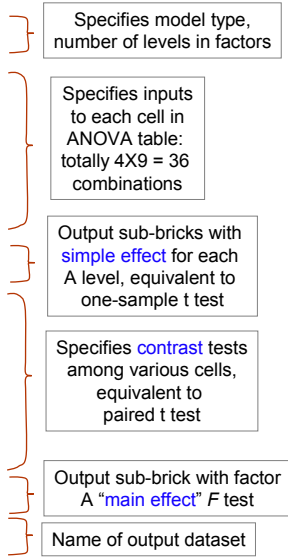 Specifies model type,
number of levels in factors
Specifies inputs
to each cell in
ANOVA table:
totally 4X9 = 36
combinations
Output sub-bricks with
simple effect for each
A level, equivalent to
one-sample t test
Specifies contrast tests
among various cells,
equivalent to
paired t test
Output sub-brick with factor
A “main effect” F test
Name of output dataset